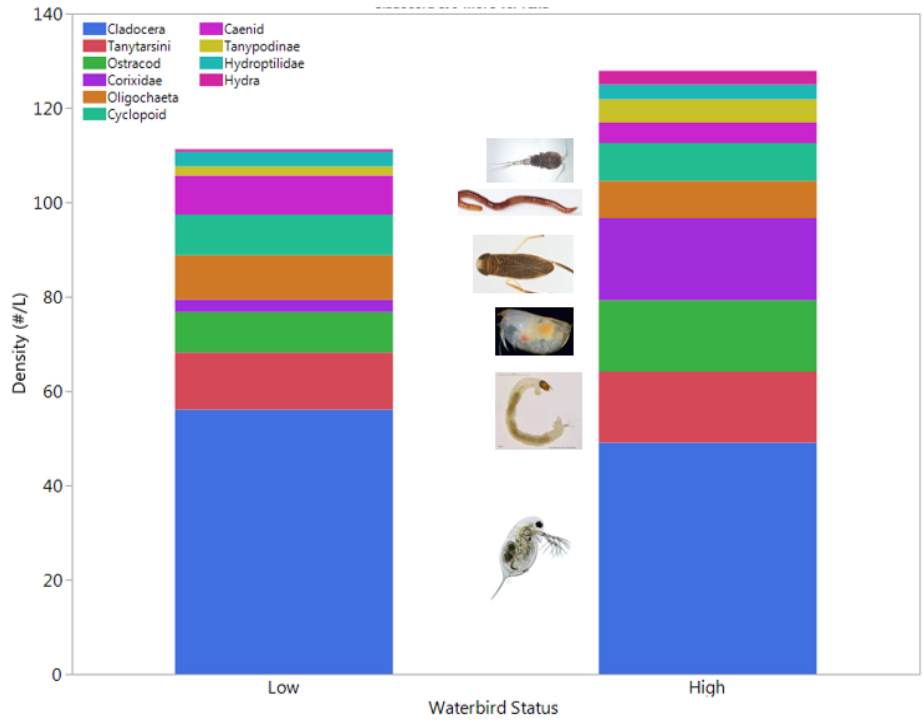 140
120
100
80
60
40
20
0
Density (#/L)
Cladocera
Tanytarsini
Ostracod
Corixidae
Oligochaeta
Cyclopoid
Caenid
Tanypodinae
Hydroptilidae
Hydra
Low
High
Waterbird Status